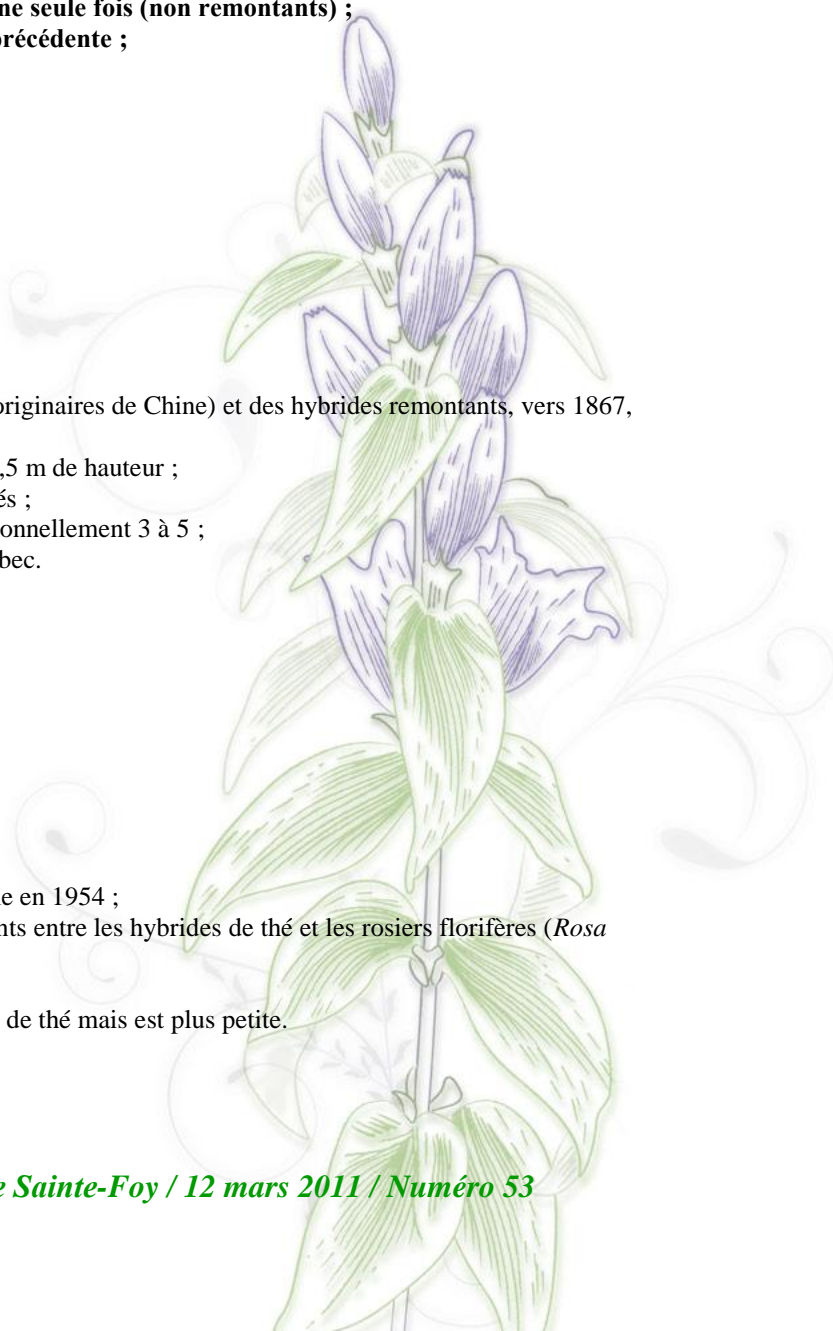 ne seule fois (non remontants) ;
précédente ;
originaires de Chine) et des hybrides remontants, vers 1867,
,5 m de hauteur ;
és ;
onnellement 3 à 5 ;
bec.
e en 1954 ;
nts entre les hybrides de thé et les rosiers florifères (Rosa
de thé mais est plus petite.
e Sainte-Foy / 12 mars 2011 / Numéro 53